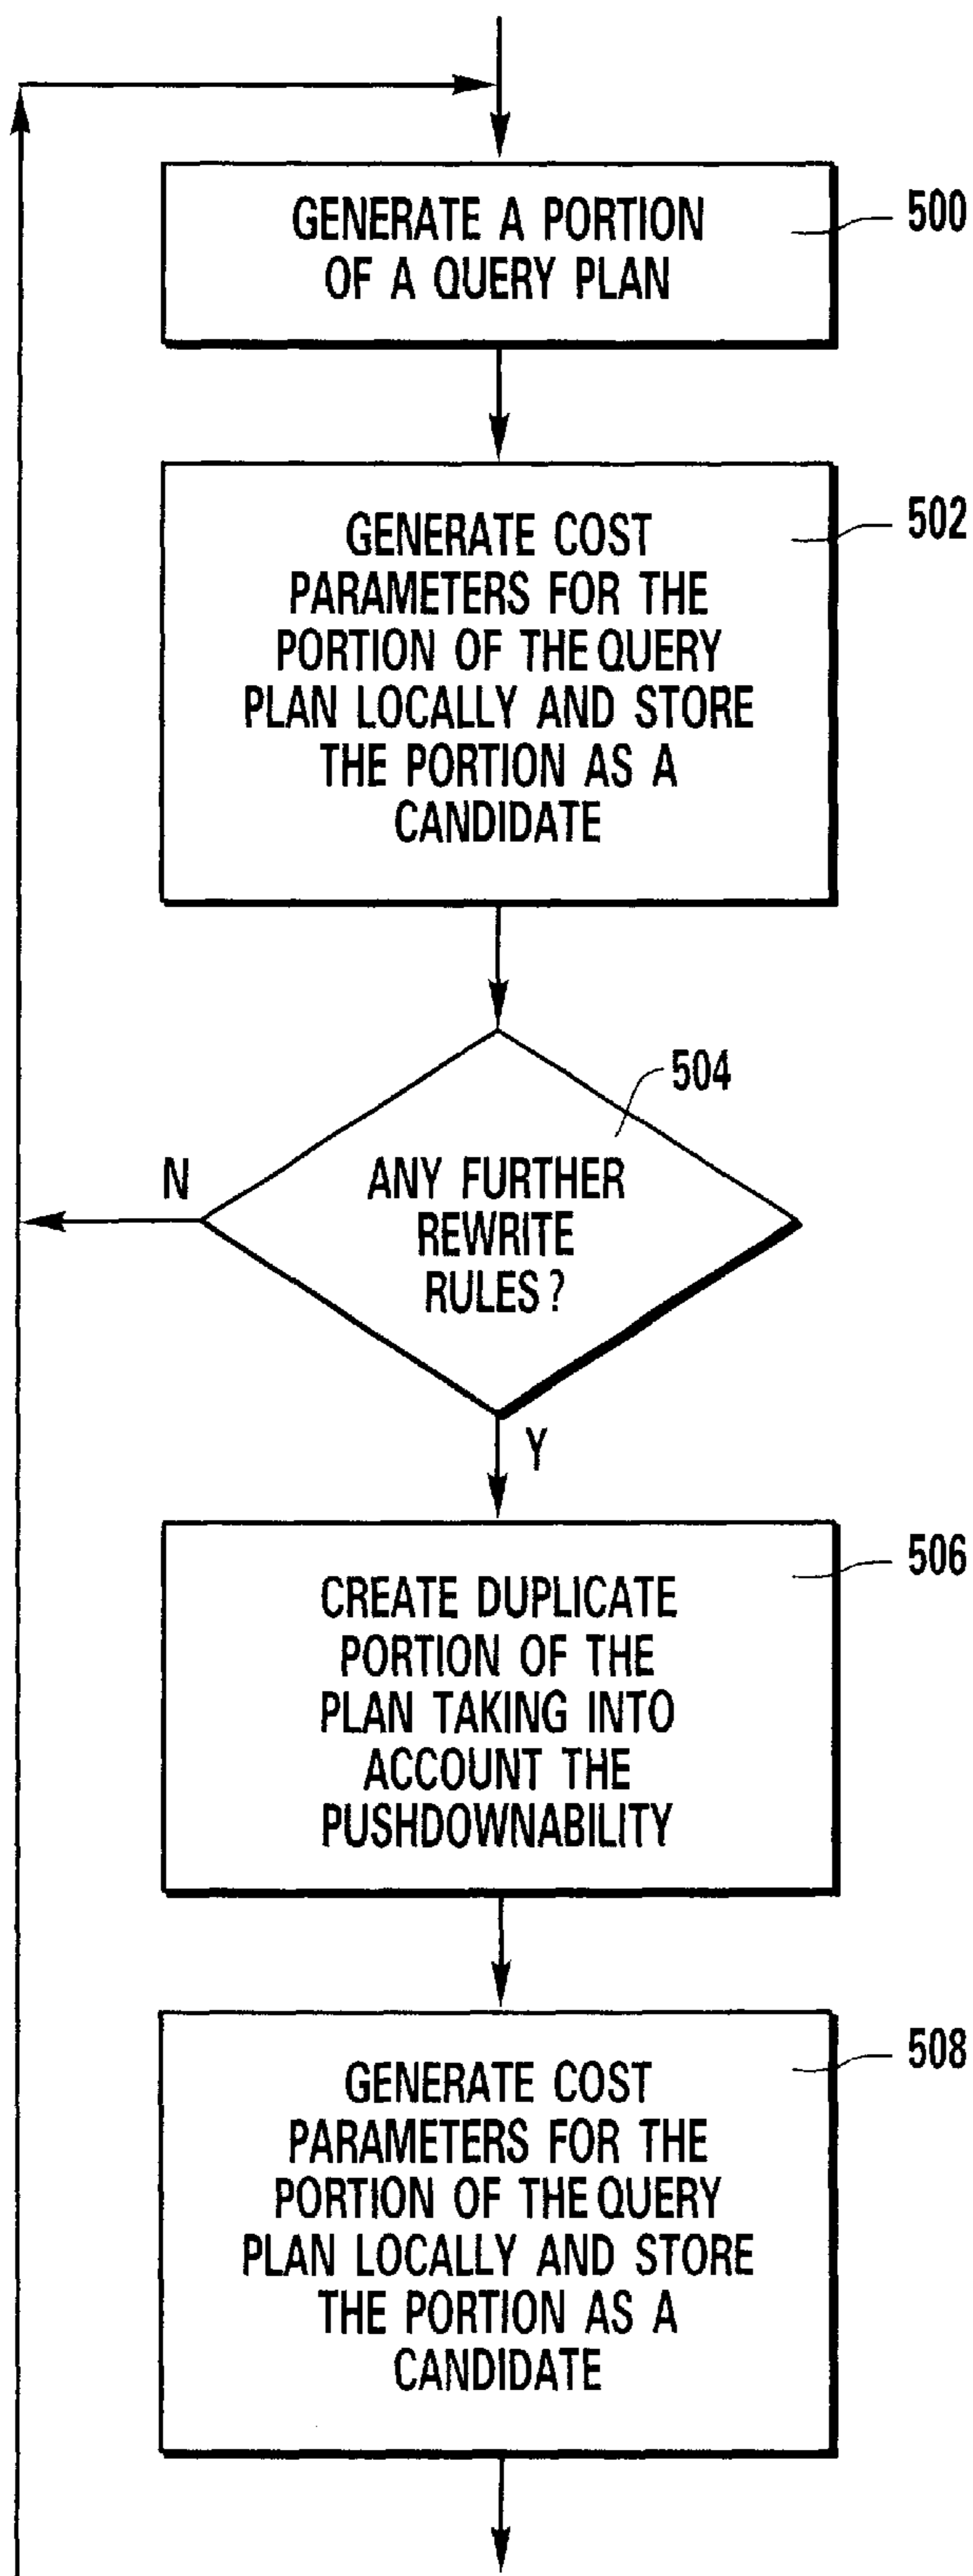 GENERATE A PORTION
OF A QUERY PLAN
500
GENERATE COST
PARAMETERS FOR THE
PORTION OF THE QUERY
PLAN LOCALLY AND STORE
THE PORTION AS A
CANDIDATE
502
504
N
ANY FURTHER
REWRITE
RULES?
Y
CREATE DUPLICATE
PORTION OF THE
PLAN TAKING INTO
ACCOUNT THE
PUSHDOWNABILITY
506
GENERATE COST
PARAMETERS FOR THE
PORTION OF THE QUERY
PLAN LOCALLY AND STORE
THE PORTION AS A
CANDIDATE
508